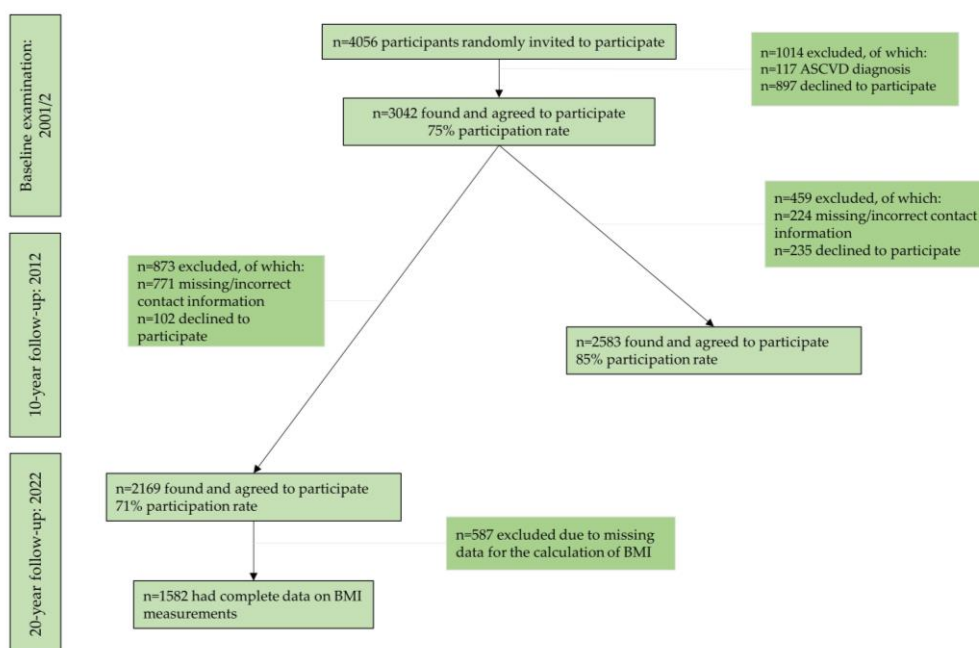 Baseline examination:
2001/2
n=4056 participants randomly invited to participate
n=1014 excluded, of which:
n=117 ASCVD diagnosis
n=897 declined to participate
n=3042 found and agreed to participate
75% participation rate
n=459 excluded, of which:
n=224 missing/incorrect contact
information
n=235 declined to participate
10-year follow-up: 2012
n=873 excluded, of which:
n=771 missing/incorrect
contact information
n=102 declined to
participate
n=2583 found and agreed to participate
85% participation rate
20-year follow-up: 2022
n=2169 found and agreed to participate
71% participation rate
n=587 excluded due to missing
data for the calculation of BMI
n=1582 had complete data on BMI
measurements